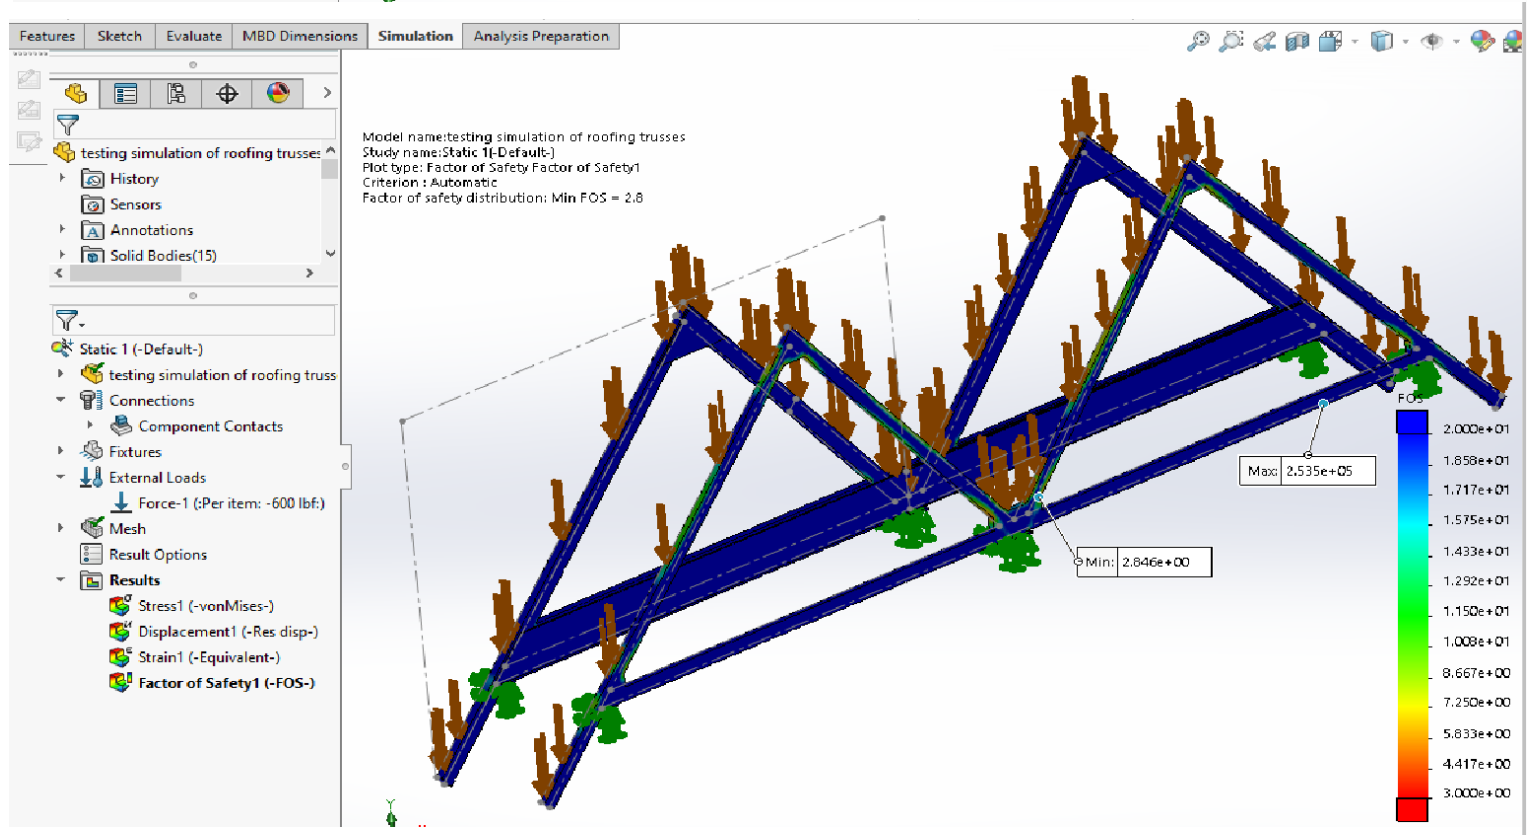 Features Sketch Evaluate MBD Dimensions Simulation Analysis Preparation
testing simulation of roofing trusses
History
Sensors
Annotations
Solid Bodies(15)
Static 1 (-Default-)
testing simulation of roofing truss
Connections
Component Contacts
Fixtures
External Loads
Force-1 (:Per item: -600 lbf:)
Mesh
Result Options
Results
Stress1 (-vonMises-)
Displacement1 (-Res disp-)
Strain1 (-Equivalent-)
Factor of Safety1 (-FOS-)
Model name:testing simulation of roofing trusses
Study name:Static 1(-Default-)
Plot type: Factor of Safety Factor of Safety1
Criterion : Automatic
Factor of safety distribution: Min FOS = 2.8
Max: 2.535e+05
Min: 2.846e+00
FOS
2.000e+01
1.858e+01
1.717e+01
1.575e+01
1.433e+01
1.292e+01
1.150e+01
1.008e+01
8.667e+00
7.250e+00
5.833e+00
4.417e+00
3.000e+00
Y